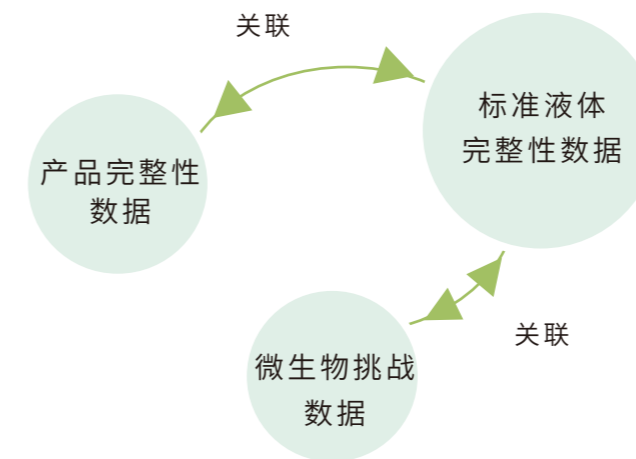 关联
标准液体
完整性数据
产品完整性
数据
关联
微生物挑战
数据